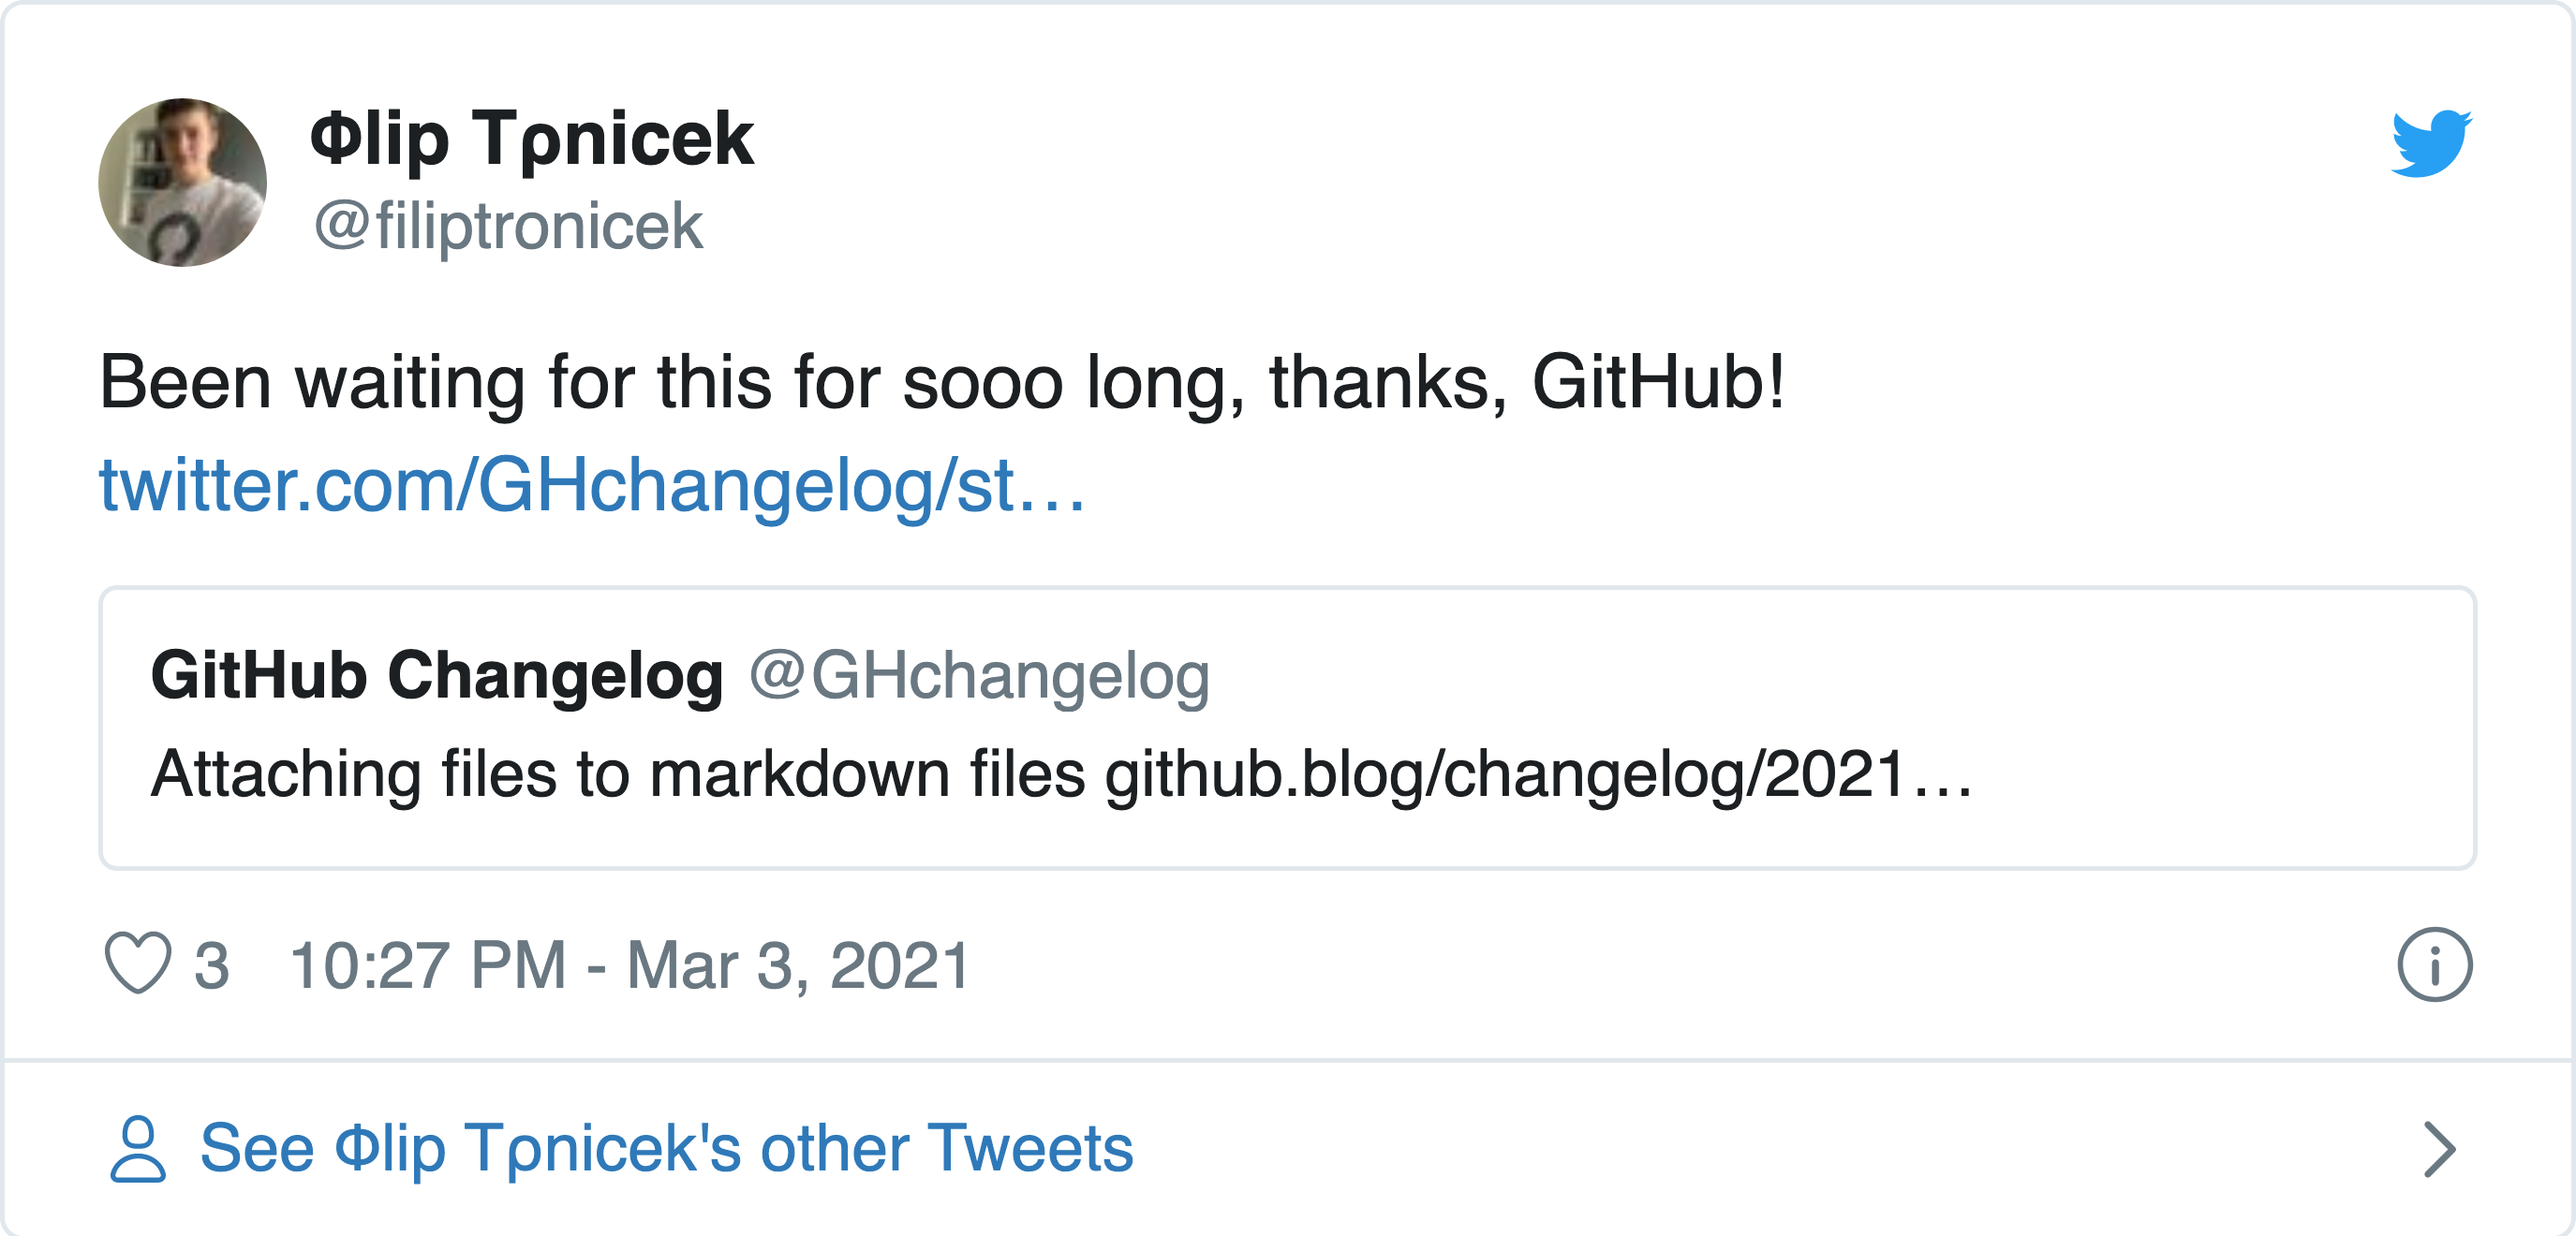 Φlip Tρnicek
@filiptronicek
Been waiting for this for sooo long, thanks, GitHub!
twitter.com/GHchangelog/st…
GitHub Changelog @GHchangelog
Attaching files to markdown files github.blog/changelog/2021…
3 10:27 PM - Mar 3, 2021
See Φlip Tρnicek's other Tweets